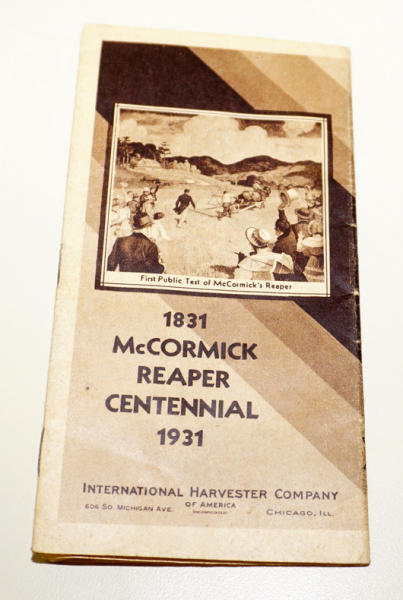 First Public Test of McCormick's Reaper
1831
McCORMICK
REAPER
CENTENNIAL
1931
INTERNATIONAL HARVESTER COMPANY
606 SO. MICHIGAN AVE. OF AMERICA CHICAGO, ILL.